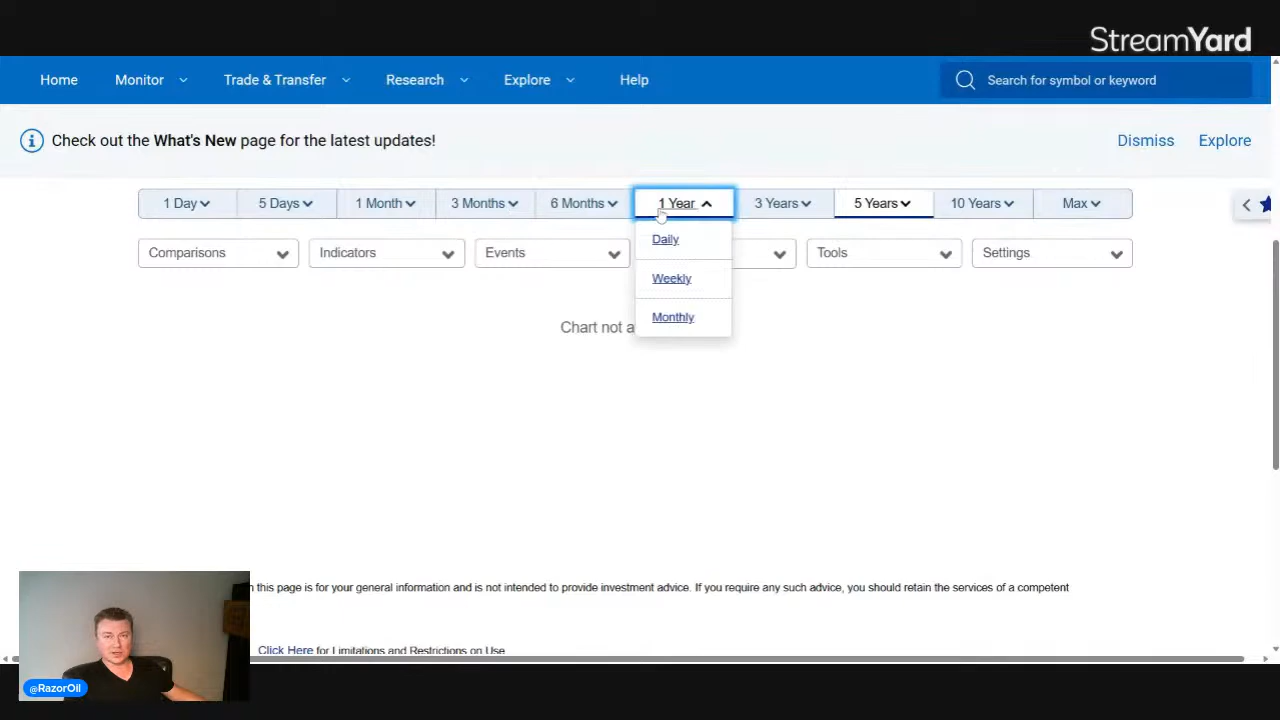 StreamYard
Home Monitor Trade & Transfer Research Explore Help Search for symbol or keyword
Check out the What's New page for the latest updates! Dismiss Explore
1 Day 5 Days 1 Month 3 Months 6 Months 1 Year 3 Years 5 Years 10 Years Max
Comparisons Indicators Events Tools Settings
Daily
Weekly
Monthly
Chart not
this page is for your general information and is not intended to provide investment advice. If you require any such advice, you should retain the services of a competent
Click Here for Limitations and Restrictions on Use
@RazorOil